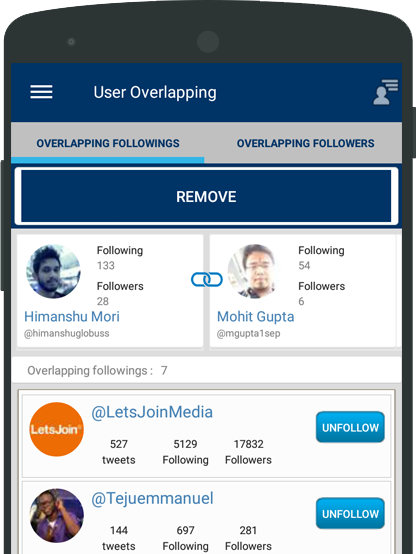 User Overlapping
OVERLAPPING FOLLOWINGS OVERLAPPING FOLLOWERS
REMOVE
Following
133
Followers
28
Himanshu Mori
@himanshuglobuss
Following
54
Followers
6
Mohit Gupta
@mgupta1sep
Overlapping followings : 7
LetsJoin
@LetsJoinMedia
527 5129 17832
tweets Following Followers
UNFOLLOW
@Tejuemmanuel
144 697 281
tweets Following Followers
UNFOLLOW